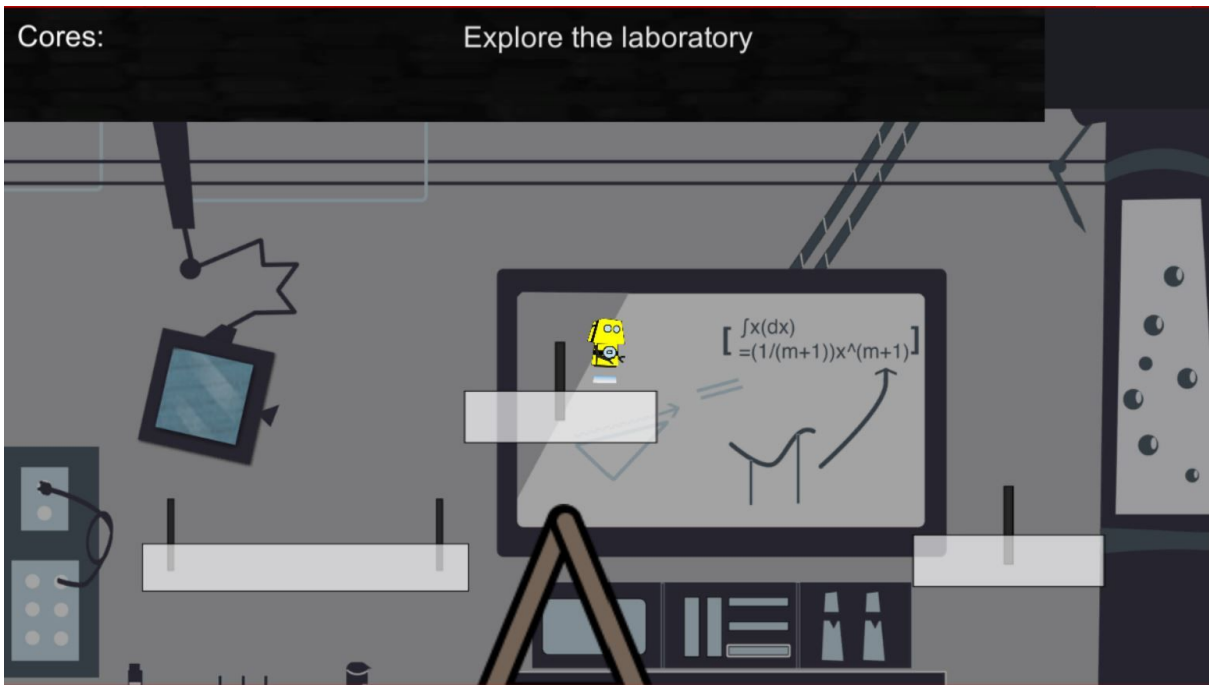 Cores:
Explore the laboratory
[ ∫x(dx)
=(1/(m+1))x^(m+1) ]